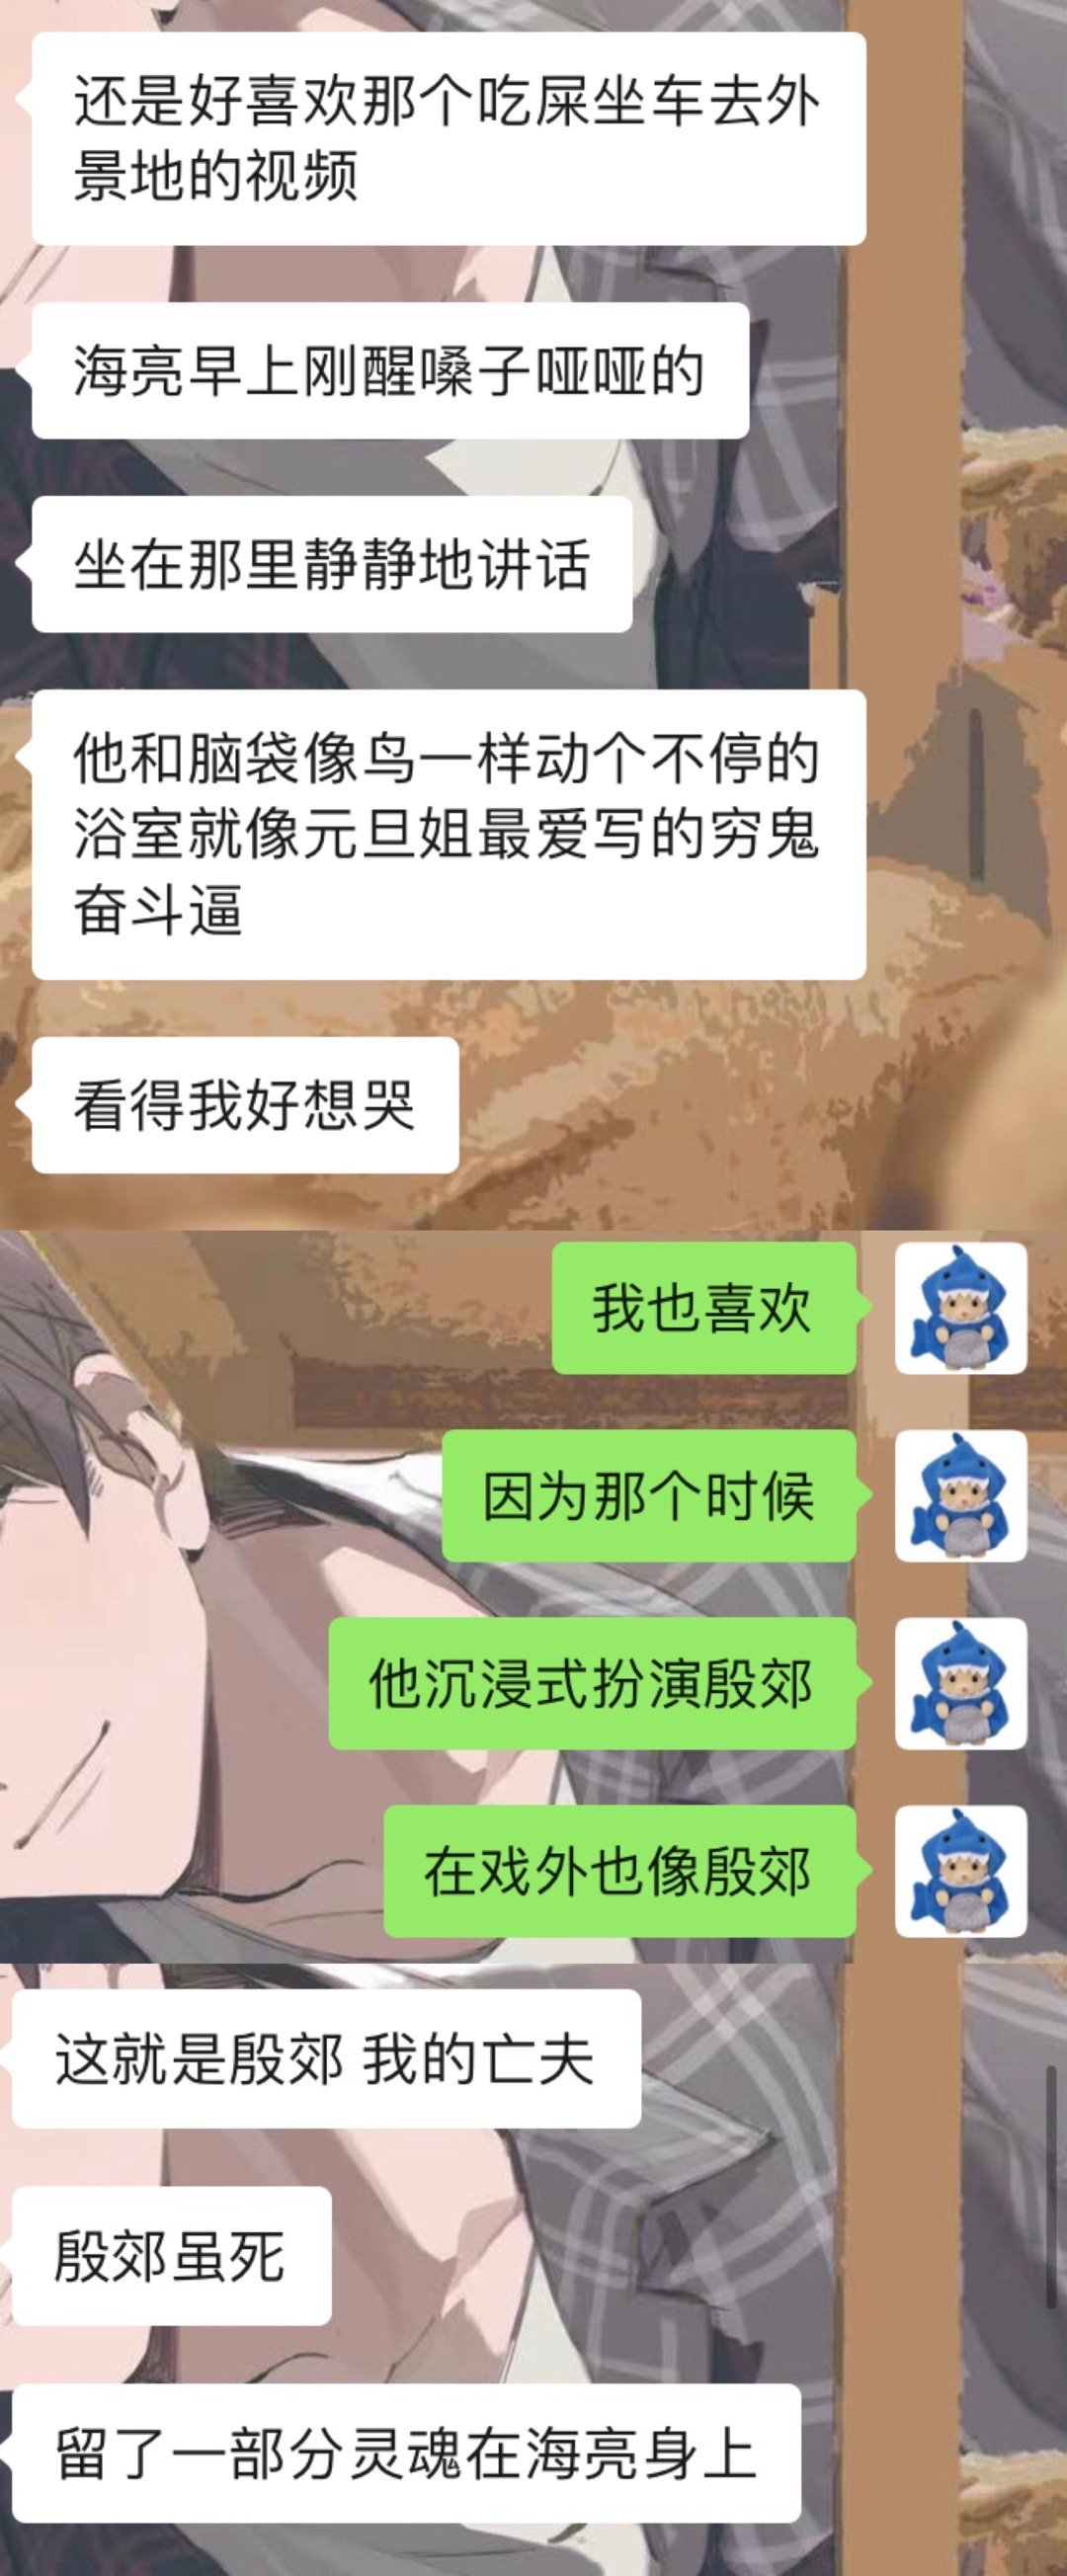 还是好喜欢那个吃屎坐车去外
景地的视频
海亮早上刚醒嗓子哑哑的
坐在那里静静地讲话
他和脑袋像鸟一样动个不停的
浴室就像元旦姐最爱写的穷鬼
奋斗逼
看得我好想哭
我也喜欢
因为那个时候
他沉浸式扮演殷郊
在戏外也像殷郊
这就是殷郊 我的亡夫
殷郊虽死
留了一部分灵魂在海亮身上